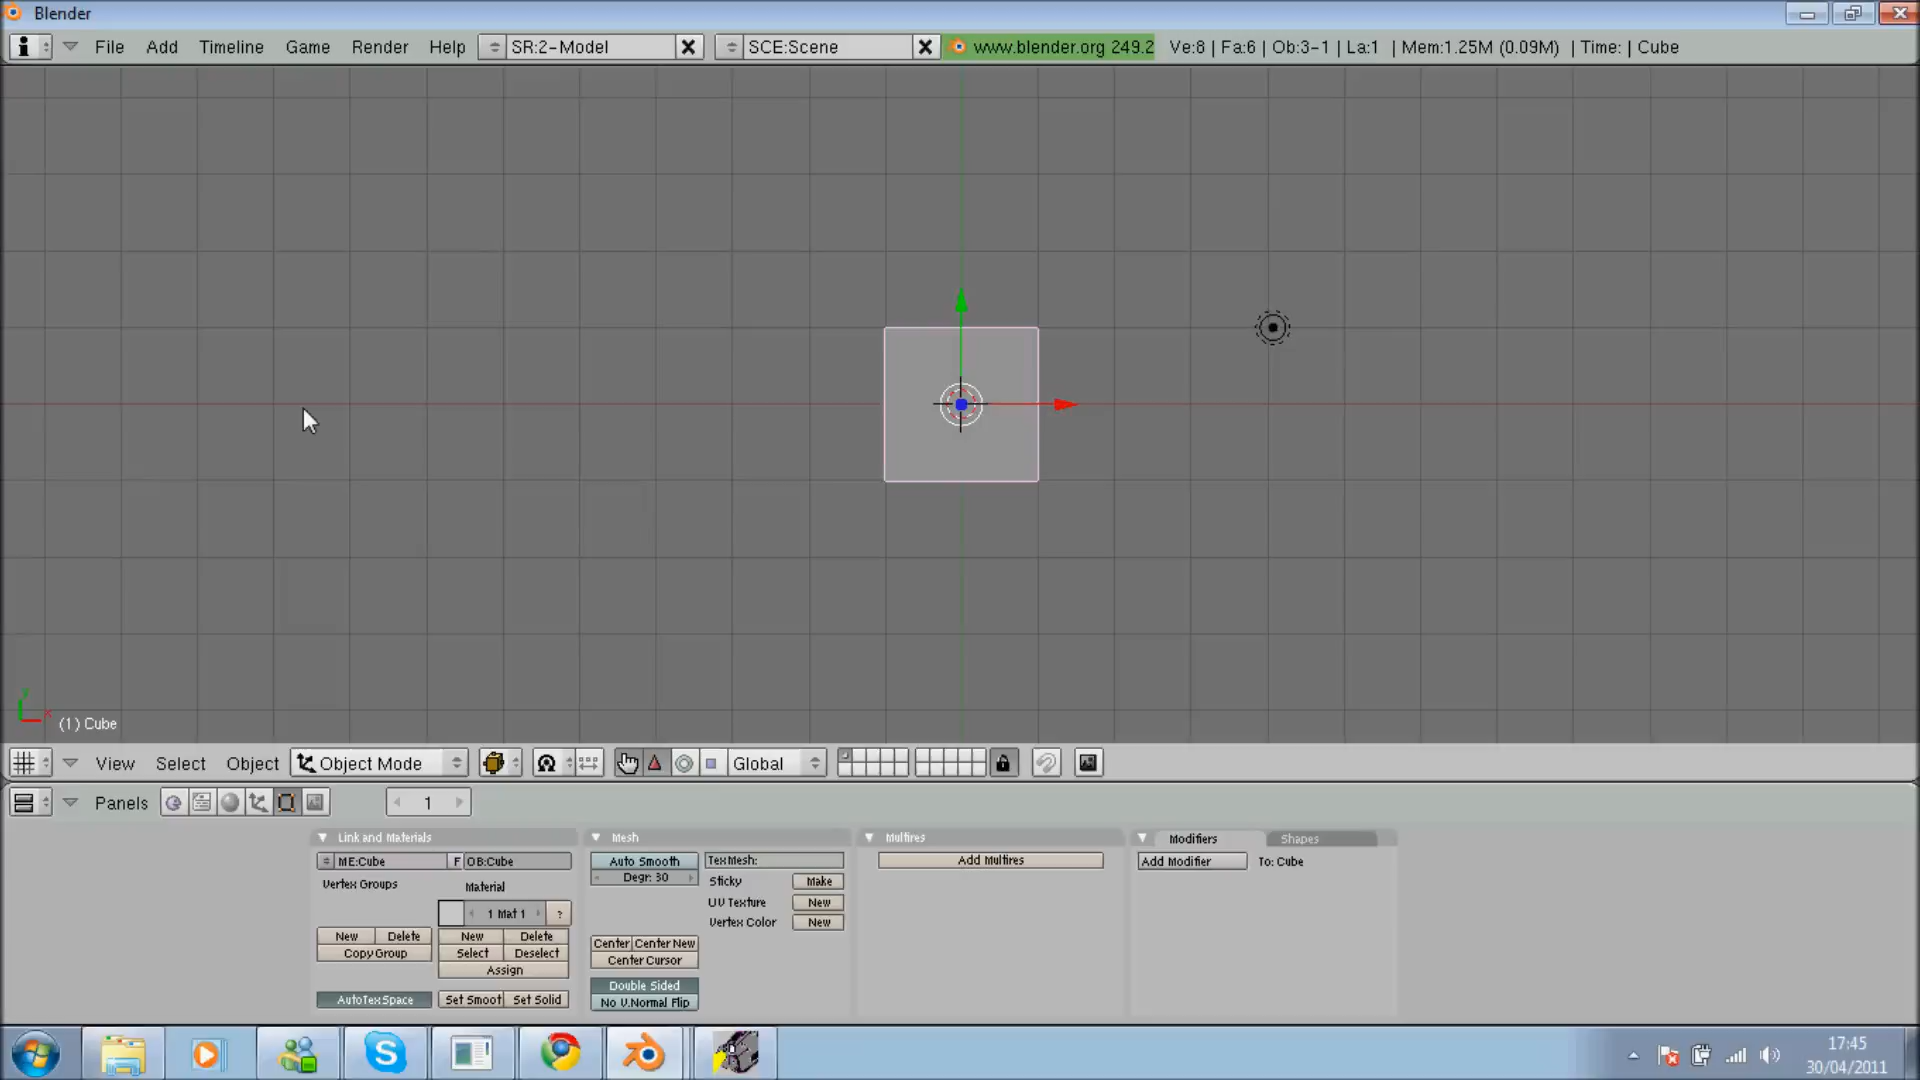 Blender
File Add Timeline Game Render Help SR:2-Model SCE:Scene www.blender.org 249.2 Ve:8 | Fa:6 | Ob:3-1 | La:1 | Mem:1.25M (0.09M) | Time: | Cube
y
x
(1) Cube
View Select Object Object Mode Global
Panels 1
Link and Materials Mesh Multires Modifiers Shapes
ME:Cube F OB:Cube Auto Smooth TexMesh: Add Multires Add Modifier To: Cube
Degr: 30
Vertex Groups Material Sticky Make
UV Texture New
1 Mat 1 ? Vertex Color New
New Delete New Delete
Center Center New
Copy Group Select Deselect Center Cursor
Assign
Double Sided
AutoTexSpace Set Smoot Set Solid No V.Normal Flip
17:45
30/04/2011